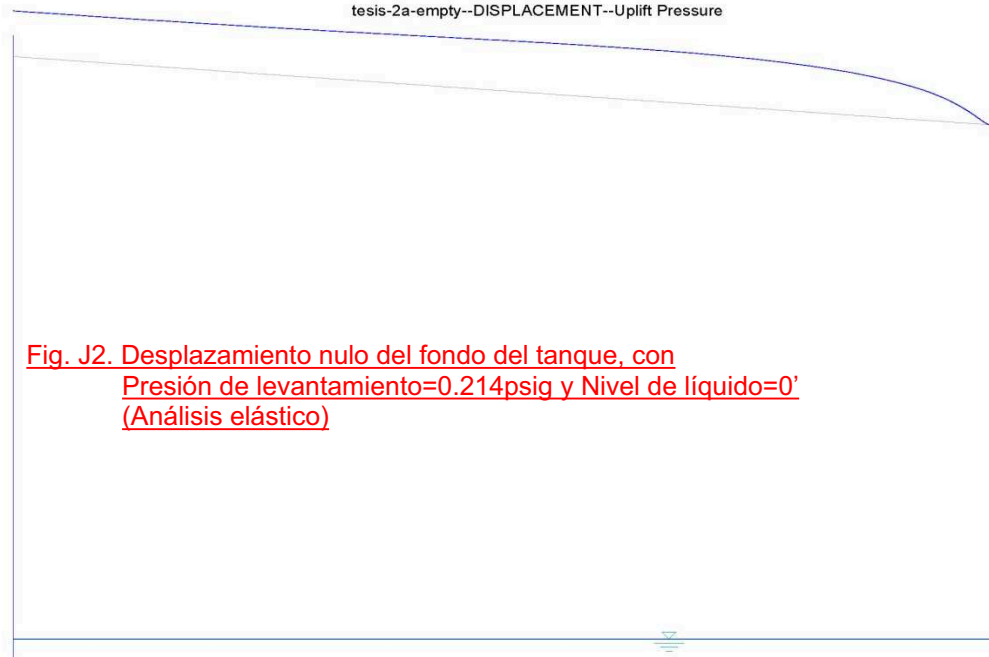 tesis-2a-empty--DISPLACEMENT--Uplift Pressure
Fig. J2. Desplazamiento nulo del fondo del tanque, con
Presión de levantamiento=0.214psig y Nivel de líquido=0’
(Análisis elástico)